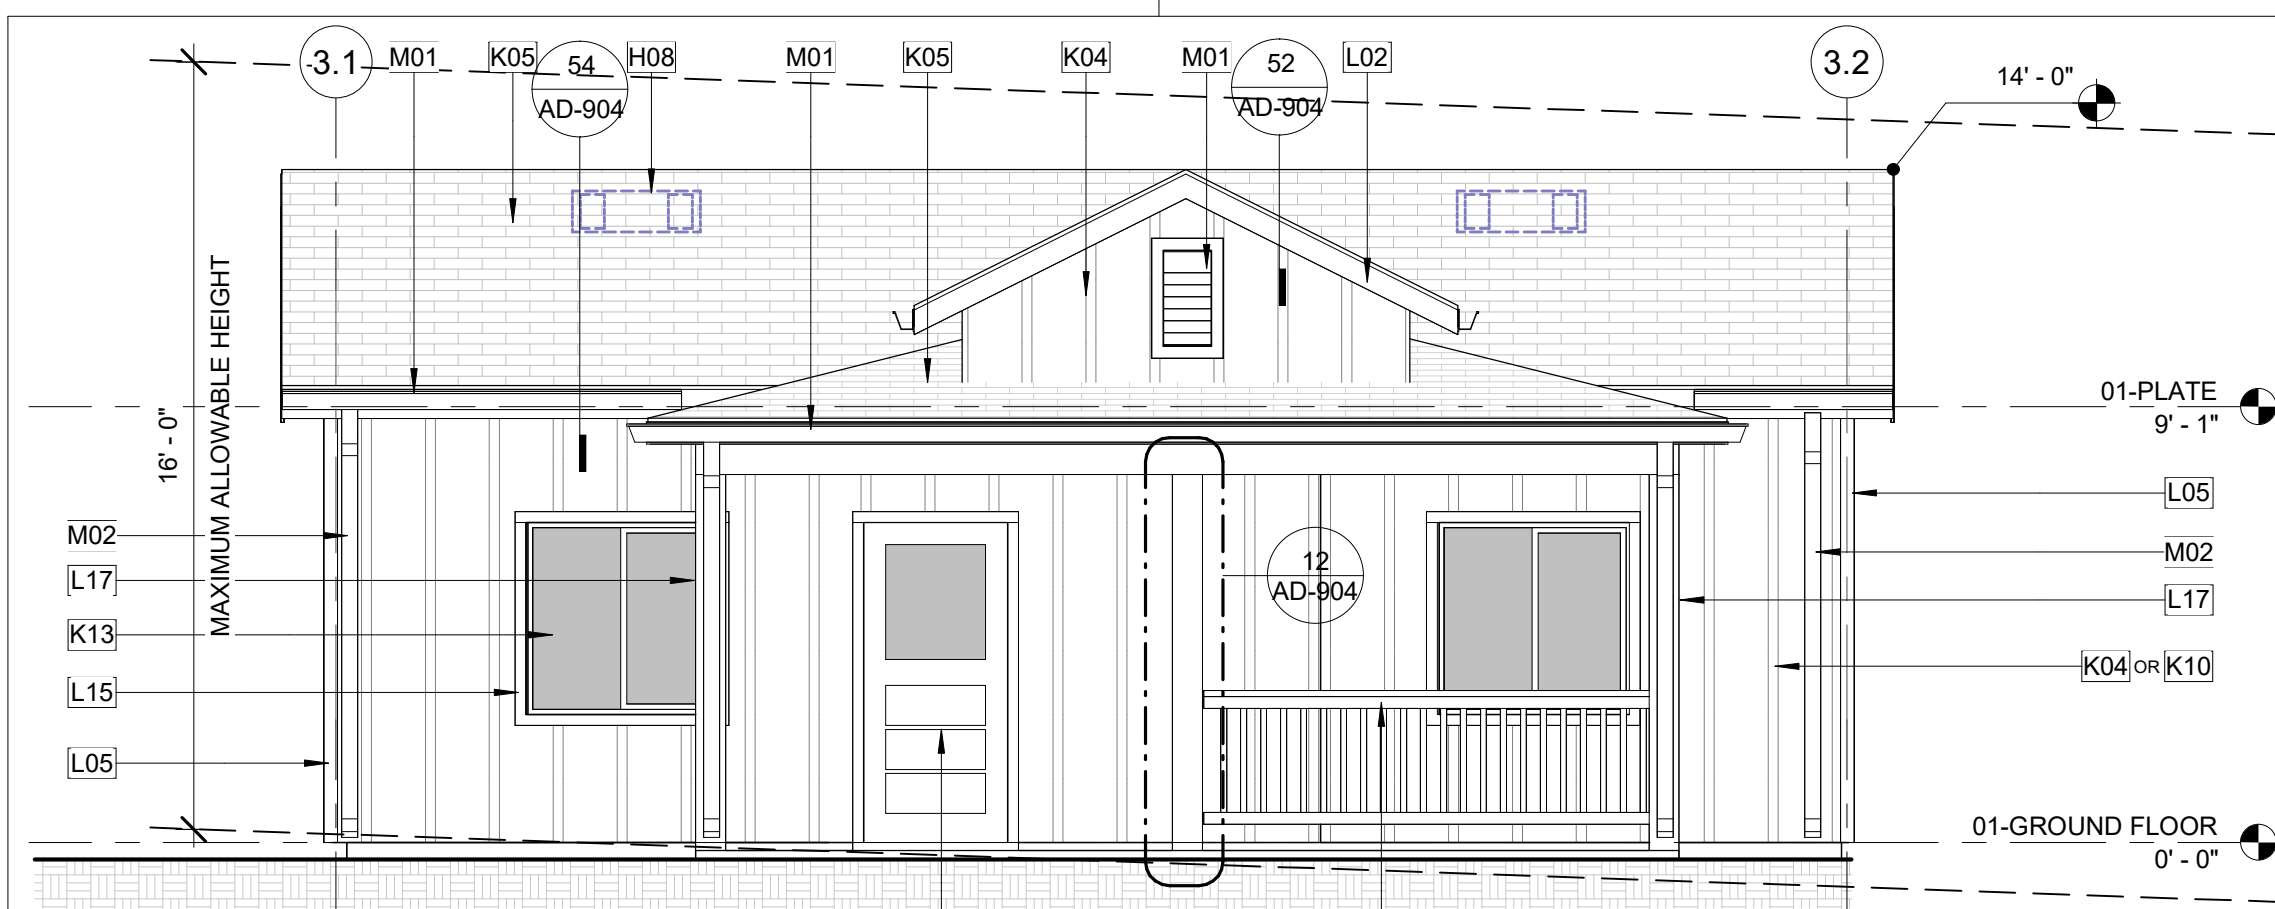 3.1
M01
K05
54
AD-904
H08
M01
K05
K04
M01
52
AD-904
L02
3.2
14' - 0"
16' - 0"
MAXIMUM ALLOWABLE HEIGHT
01-PLATE
9' - 1"
M02
L17
K13
L15
L05
12
AD-904
L05
M02
L17
K04 OR K10
01-GROUND FLOOR
0' - 0"